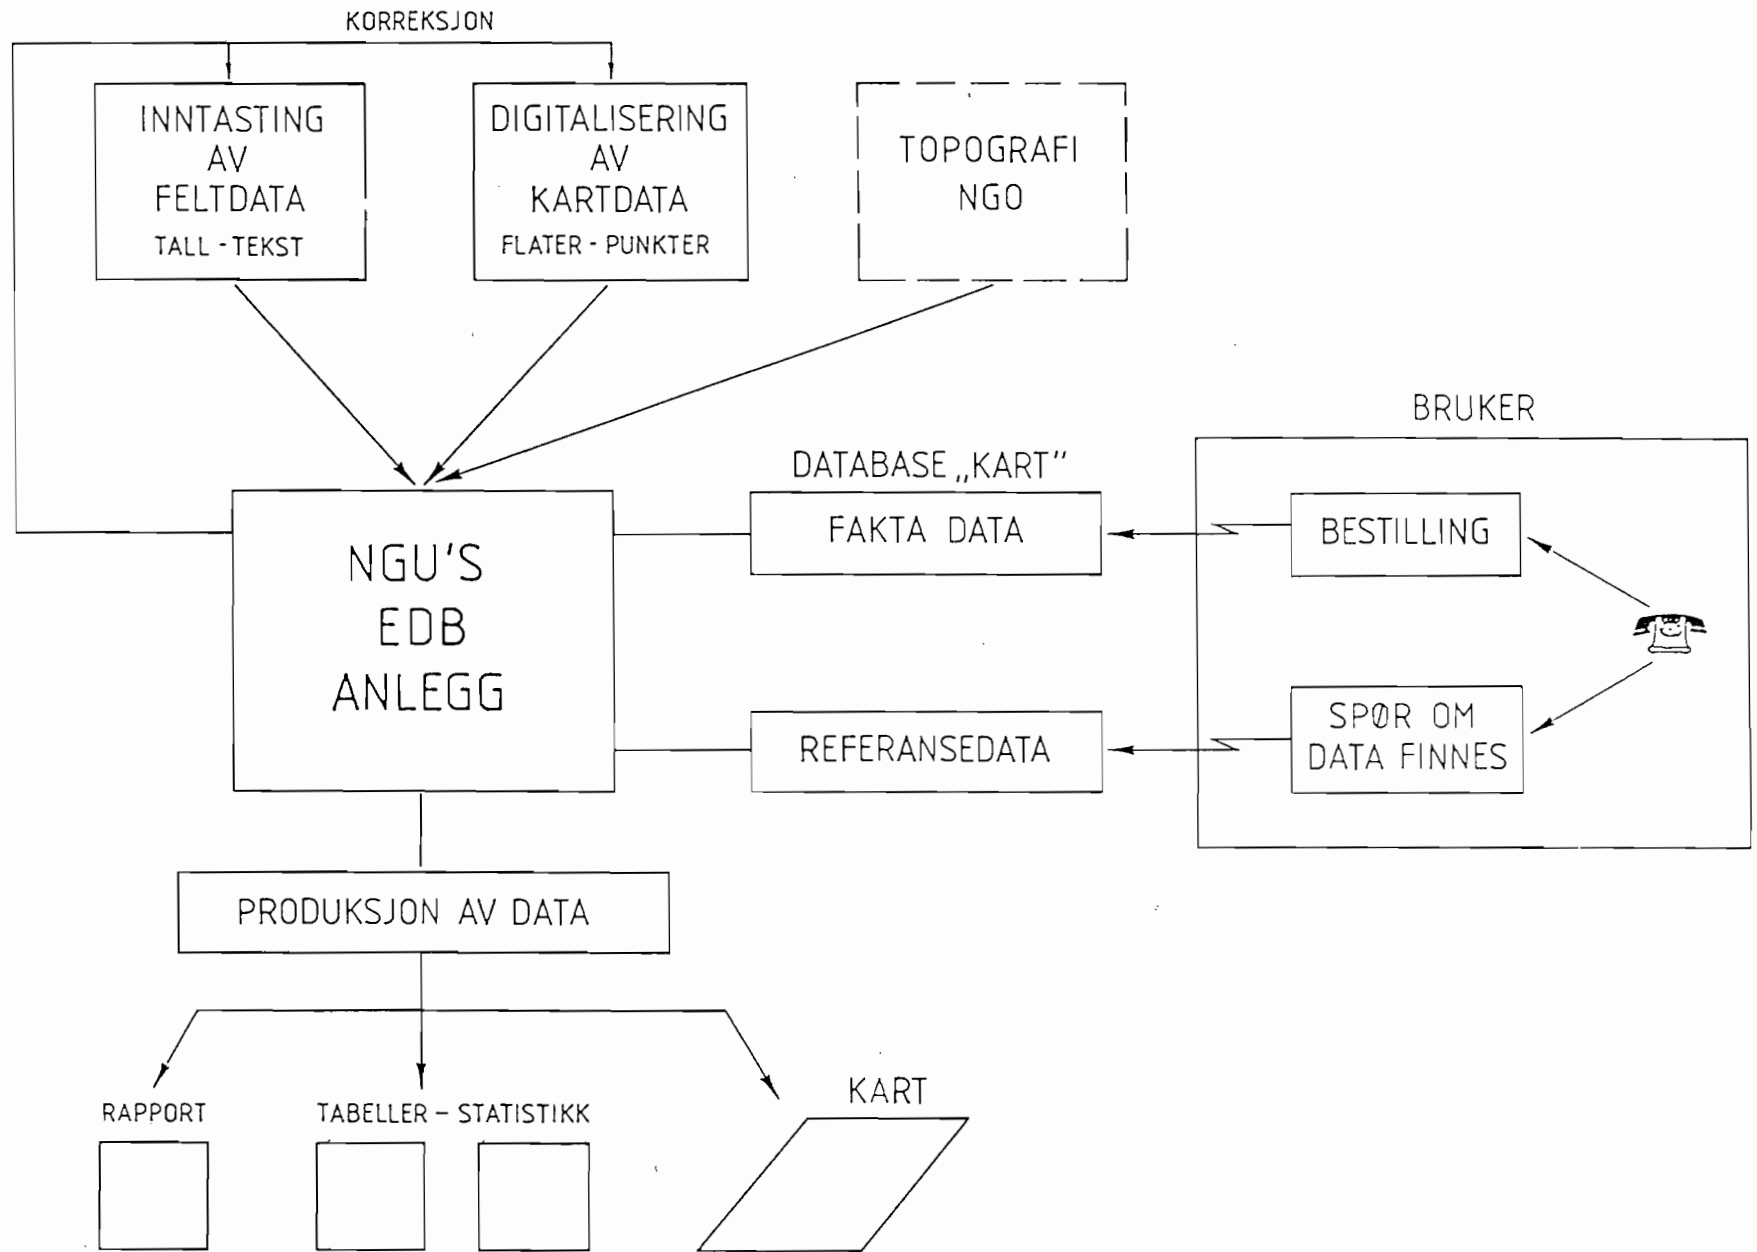 KORREKSJON
INNTASTING
AV
FELTDATA
TALL - TEKST
DIGITALISERING
AV
KARTDATA
FLATER - PUNKTER
TOPOGRAFI
NGO
BRUKER
DATABASE „KART"
FAKTA DATA
BESTILLING
NGU'S
EDB
ANLEGG
REFERANSEDATA
SPØR OM
DATA FINNES
PRODUKSJON AV DATA
RAPPORT
TABELLER - STATISTIKK
KART